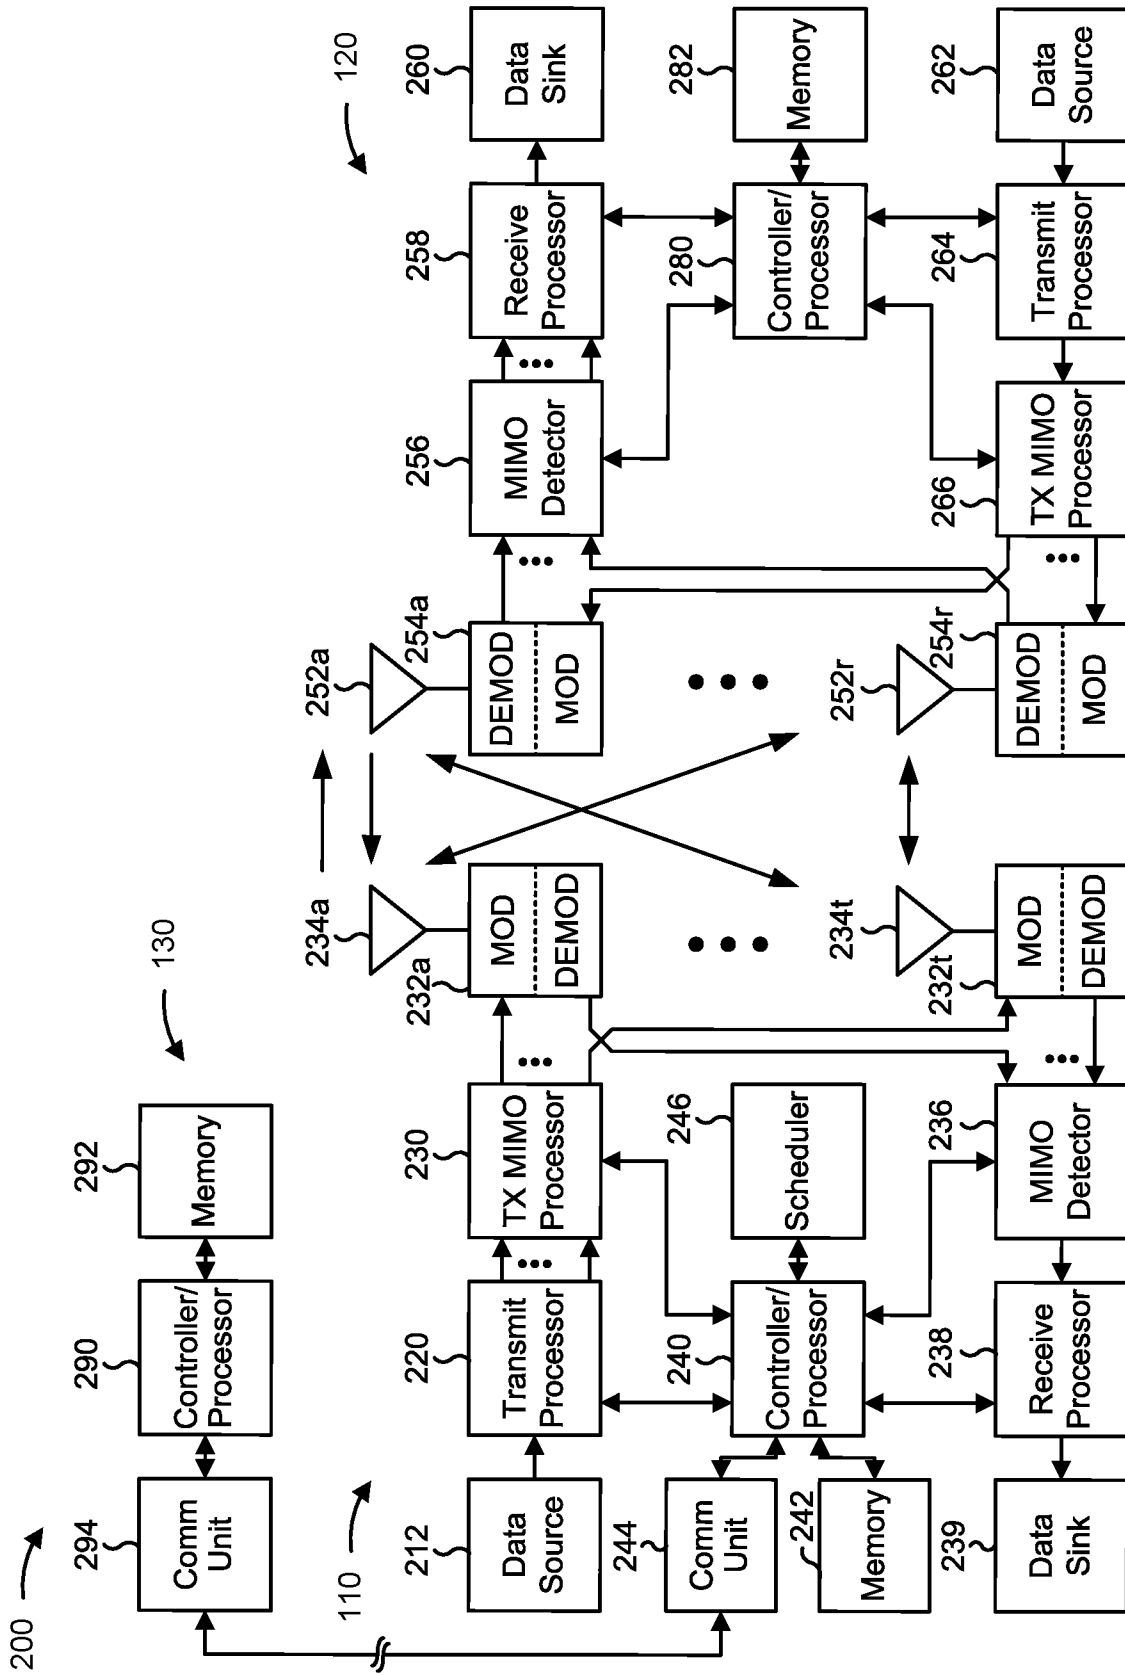 200
294
Comm
Unit
290
Controller/
Processor
292
Memory
130
110
212
Data
Source
220
Transmit
Processor
230
TX MIMO
Processor
232a
MOD
DEMOD
234a
244
Comm
Unit
242
Memory
240
Controller/
Processor
246
Scheduler
239
Data
Sink
238
Receive
Processor
236
MIMO
Detector
232t
MOD
DEMOD
234t
120
252a
254a
DEMOD
MOD
256
MIMO
Detector
258
Receive
Processor
260
Data
Sink
280
Controller/
Processor
282
Memory
252r
254r
DEMOD
MOD
266
TX MIMO
Processor
264
Transmit
Processor
262
Data
Source